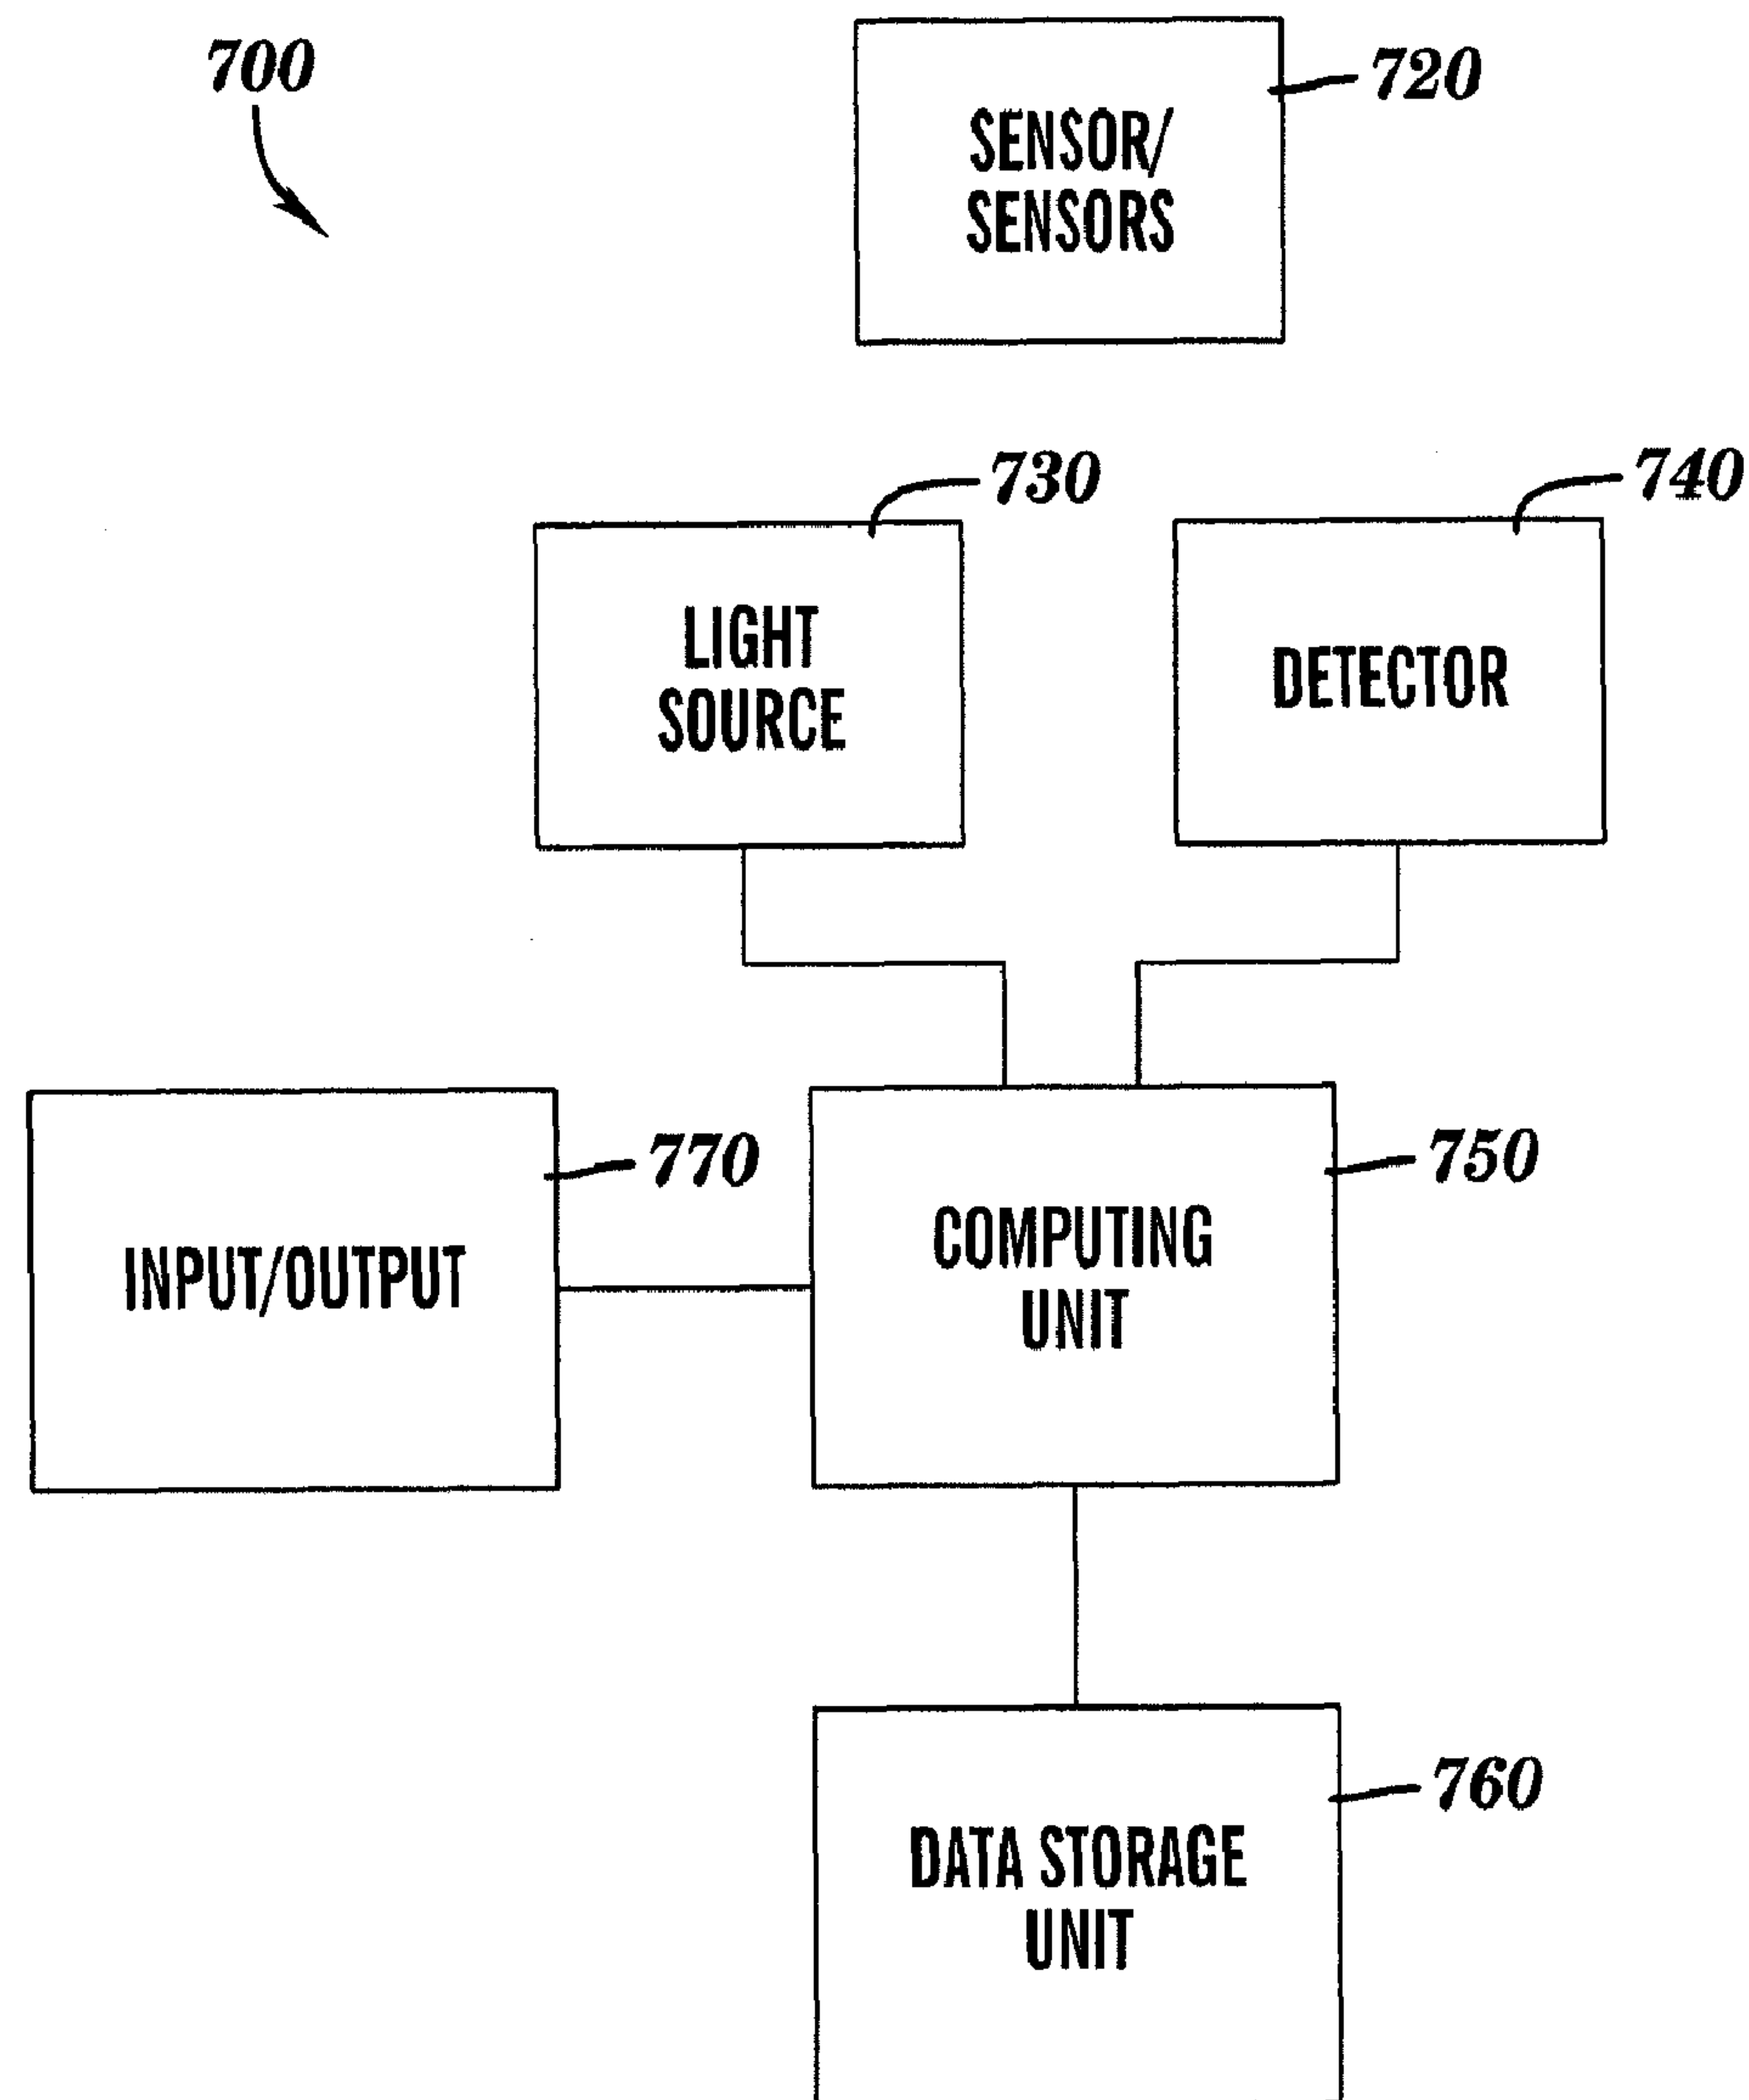 700
720
SENSOR/
SENSORS
730
740
LIGHT
SOURCE
DETECTOR
770
750
INPUT/OUTPUT
COMPUTING
UNIT
760
DATA STORAGE
UNIT